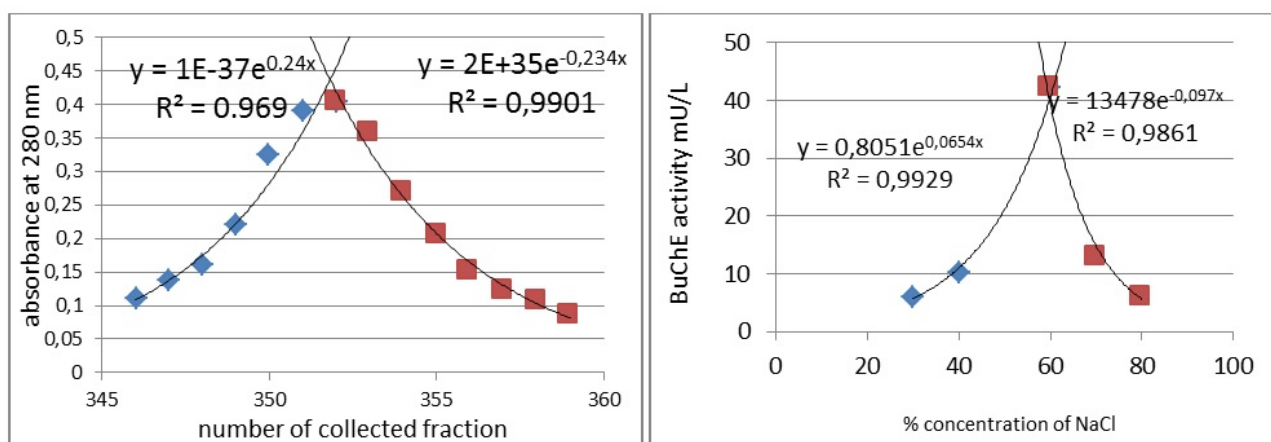 0,5
0,45
0,4
0,35
0,3
0,25
0,2
0,15
0,1
0,05
0
absorbance at 280 nm
y = 1E-37e^0.24x
R² = 0.969
y = 2E+35e^-0,234x
R² = 0,9901
345 350 355 360
number of collected fraction
50
40
30
20
10
0
BuChE activity mU/L
y = 0,8051e^0,0654x
R² = 0,9929
y = 13478e^-0,097x
R² = 0,9861
0 20 40 60 80 100
% concentration of NaCl